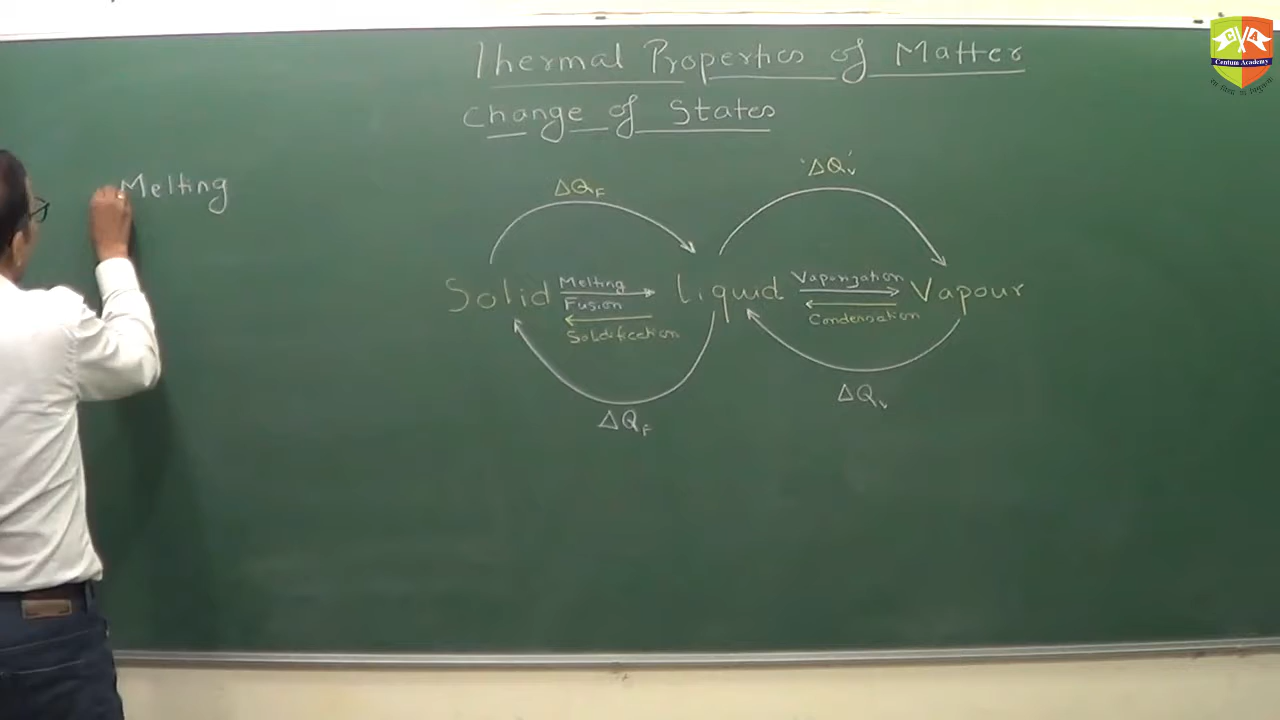 Thermal Properties of Matter
Change of States
Melting
ΔQF
'ΔQv'
Solid
Melting
Fusion
Solidification
Liquid
Vaporization
Condensation
Vapour
ΔQF
ΔQv
Centum Academy